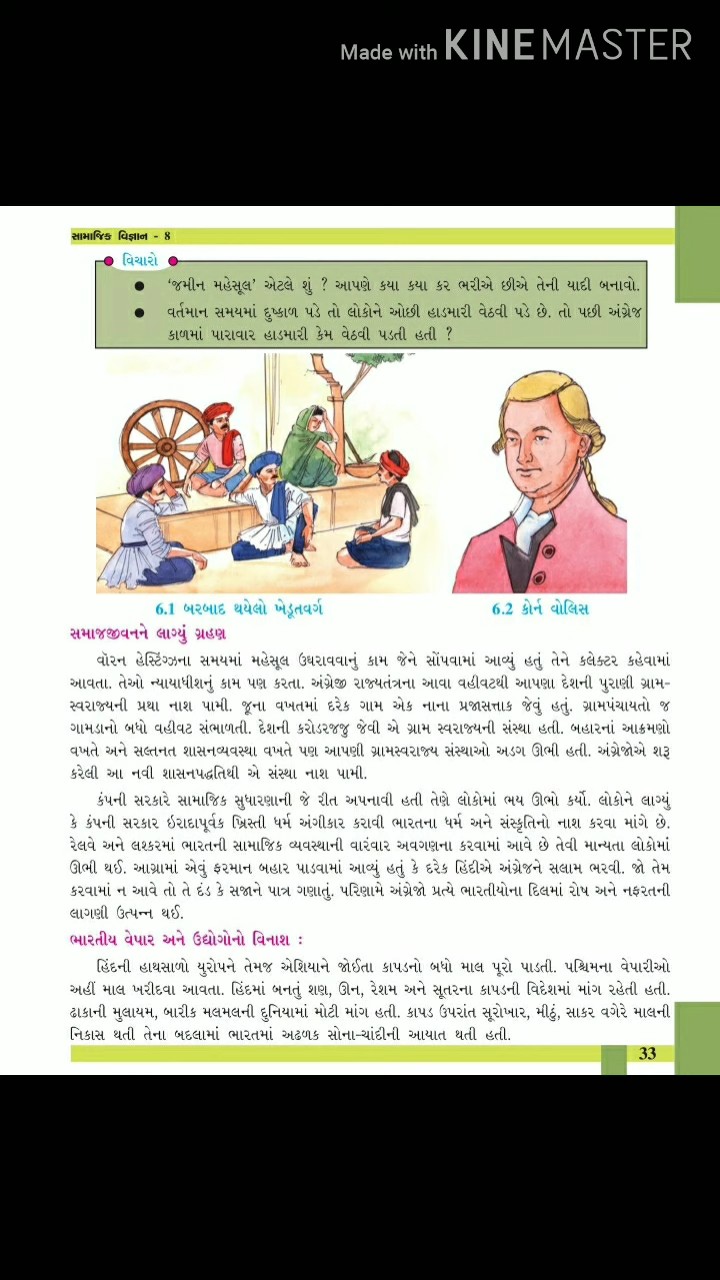 Made with KINEMASTER
સામાજિક વિજ્ઞાન - 8
વિચારો
● 'જમીન મહેસૂલ' એટલે શું ? આપણે કયા કયા કર ભરીએ છીએ તેની યાદી બનાવો.
● વર્તમાન સમયમાં દુષ્કાળ પડે તો લોકોને ઓછી હાડમારી વેઠવી પડે છે. તો પછી અંગ્રેજ
કાળમાં પારાવાર હાડમારી કેમ વેઠવી પડતી હતી ?
6.1 બરબાદ થયેલો ખેડૂતવર્ગ
6.2 કોર્ન વોલિસ
સમાજજીવનને લાગ્યું ગ્રહણ
વૉરન હેસ્ટિંગ્ઝના સમયમાં મહેસૂલ ઉઘરાવવાનું કામ જેને સોંપવામાં આવ્યું હતું તેને કલેક્ટર કહેવામાં
આવતા. તેઓ ન્યાયાધીશનું કામ પણ કરતા. અંગ્રેજી રાજ્યતંત્રના આવા વહીવટથી આપણા દેશની પુરાણી ગ્રામ-
સ્વરાજ્યની પ્રથા નાશ પામી. જૂના વખતમાં દરેક ગામ એક નાના પ્રજાસત્તાક જેવું હતું. ગ્રામપંચાયતો જ
ગામડાનો બધો વહીવટ સંભાળતી. દેશની કરોડરજ્જુ જેવી એ ગ્રામ સ્વરાજ્યની સંસ્થા હતી. બહારનાં આક્રમણો
વખતે અને સલ્તનત શાસનવ્યવસ્થા વખતે પણ આપણી ગ્રામસ્વરાજ્ય સંસ્થાઓ અડગ ઊભી હતી. અંગ્રેજોએ શરૂ
કરેલી આ નવી શાસનપદ્ધતિથી એ સંસ્થા નાશ પામી.
કંપની સરકારે સામાજિક સુધારણાની જે રીત અપનાવી હતી તેણે લોકોમાં ભય ઊભો કર્યો. લોકોને લાગ્યું
કે કંપની સરકાર ઇરાદાપૂર્વક ખ્રિસ્તી ધર્મ અંગીકાર કરાવી ભારતના ધર્મ અને સંસ્કૃતિનો નાશ કરવા માંગે છે.
રેલવે અને લશ્કરમાં ભારતની સામાજિક વ્યવસ્થાની વારંવાર અવગણના કરવામાં આવે છે તેવી માન્યતા લોકોમાં
ઊભી થઈ. આગ્રામાં એવું ફરમાન બહાર પાડવામાં આવ્યું હતું કે દરેક હિંદીએ અંગ્રેજને સલામ ભરવી. જો તેમ
કરવામાં ન આવે તો તે દંડ કે સજાને પાત્ર ગણાતું. પરિણામે અંગ્રેજો પ્રત્યે ભારતીયોના દિલમાં રોષ અને નફરતની
લાગણી ઉત્પન્ન થઈ.
ભારતીય વેપાર અને ઉદ્યોગોનો વિનાશ :
હિંદની હાથસાળો યુરોપને તેમજ એશિયાને જોઈતા કાપડનો બધો માલ પૂરો પાડતી. પશ્ચિમના વેપારીઓ
અહીં માલ ખરીદવા આવતા. હિંદમાં બનતું શણ, ઊન, રેશમ અને સૂતરના કાપડની વિદેશમાં માંગ રહેતી હતી.
ઢાકાની મુલાયમ, બારીક મલમલની દુનિયામાં મોટી માંગ હતી. કાપડ ઉપરાંત સૂરોખાર, મીઠું, સાકર વગેરે માલની
નિકાસ થતી તેના બદલામાં ભારતમાં અઢળક સોના-ચાંદીની આયાત થતી હતી.
33